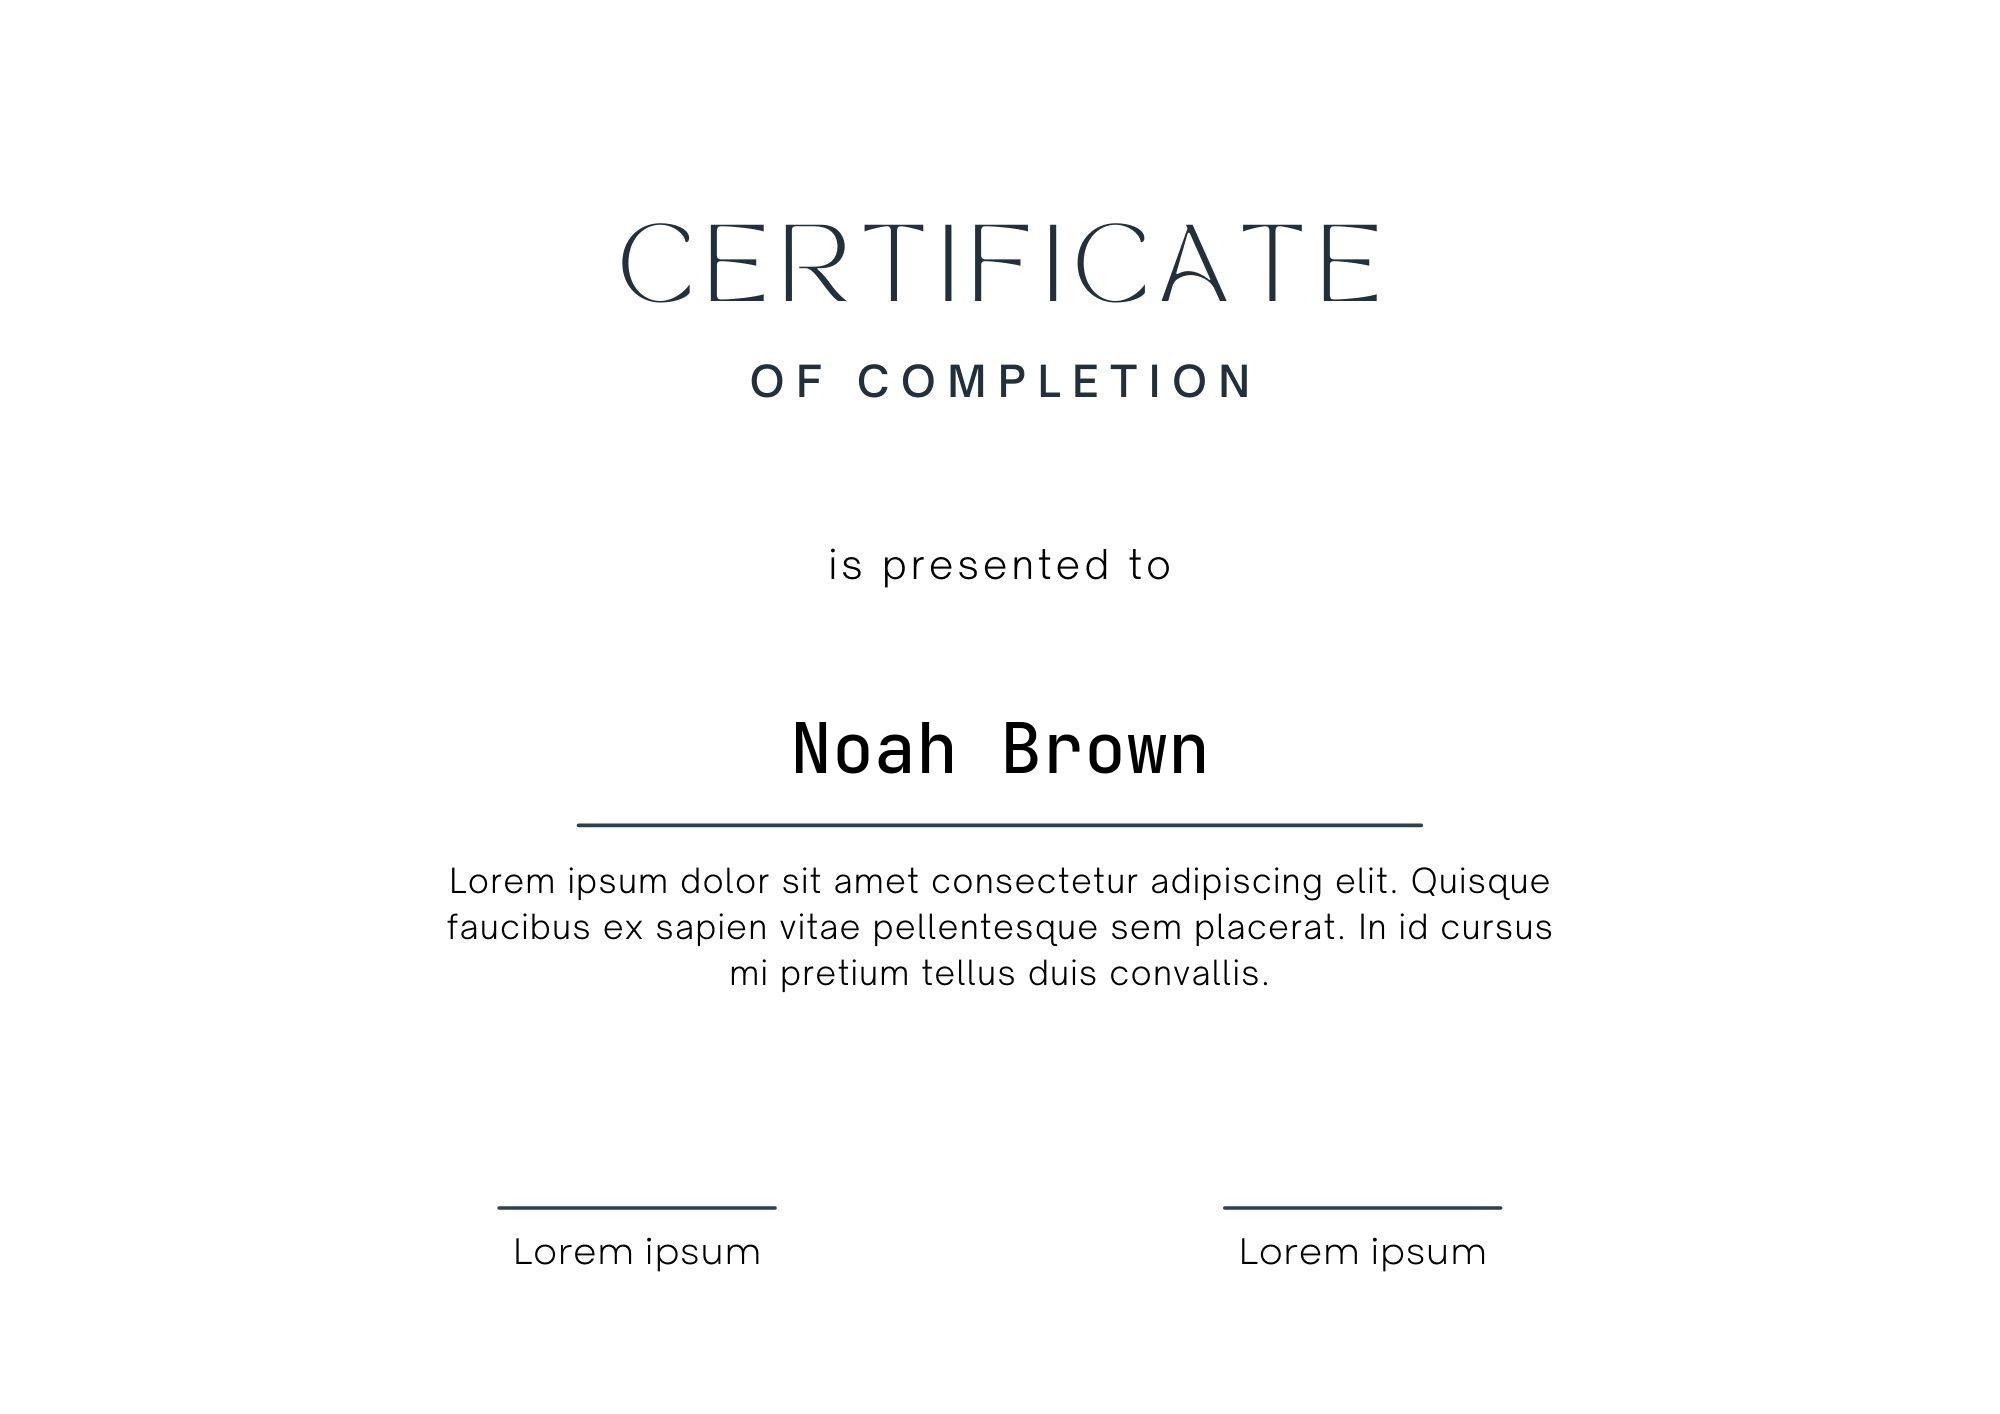 CERTIFICATE
OF COMPLETION
is presented to
Noah Brown
Lorem ipsum dolor sit amet consectetur adipiscing elit. Quisque
faucibus ex sapien vitae pellentesque sem placerat. In id cursus
mi pretium tellus duis convallis.
Lorem ipsum
Lorem ipsum